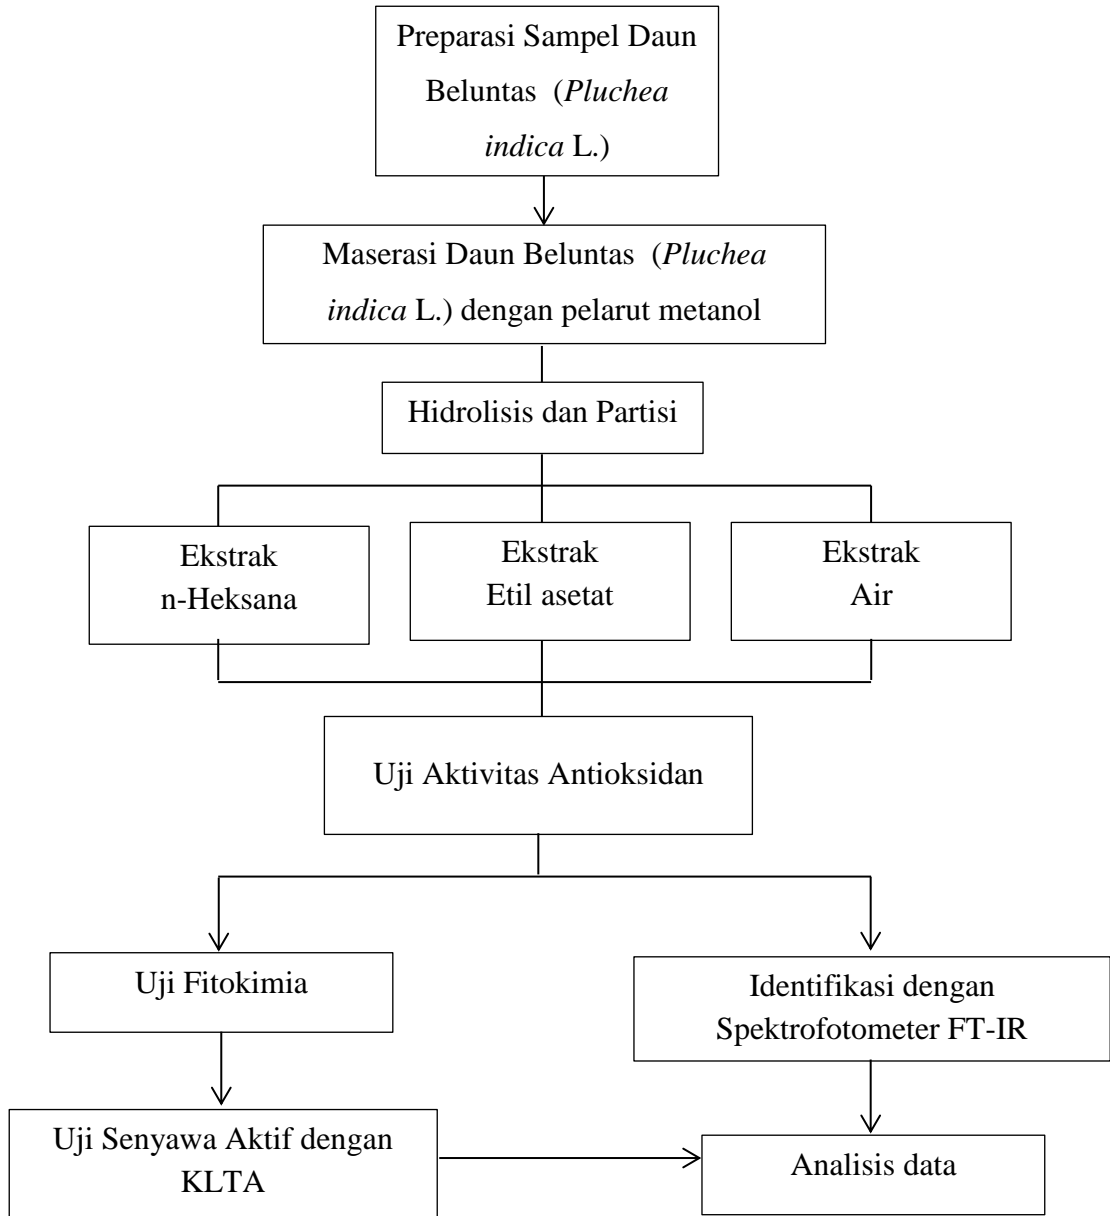 Preparasi Sampel Daun
Beluntas (Pluchea
indica L.)
Maserasi Daun Beluntas (Pluchea
indica L.) dengan pelarut metanol
Hidrolisis dan Partisi
Ekstrak
n-Heksana
Ekstrak
Etil asetat
Ekstrak
Air
Uji Aktivitas Antioksidan
Uji Fitokimia
Identifikasi dengan
Spektrofotometer FT-IR
Uji Senyawa Aktif dengan
KLTA
Analisis data